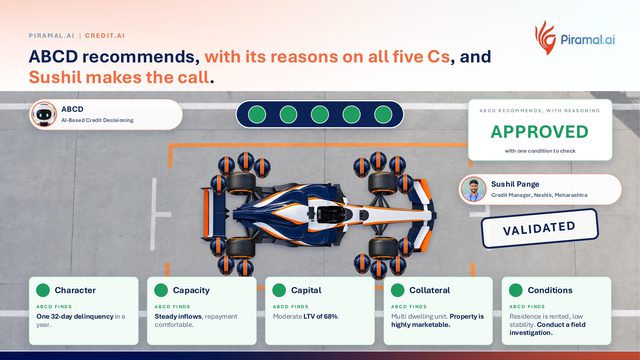 PIRAMAL.AI | CREDIT.AI
Piramal.ai
ABCD recommends, with its reasons on all five Cs, and
Sushil makes the call.
ABCD
AI-Based Credit Decisioning
ABCD RECOMMENDS, WITH REASONING
APPROVED
with one condition to check
Sushil Pange
Credit Manager, Nashik, Maharashtra
VALIDATED
Character
ABCD FINDS
One 32-day delinquency in a
year.
Capacity
ABCD FINDS
Steady inflows, repayment
comfortable.
Capital
ABCD FINDS
Moderate LTV of 68%.
Collateral
ABCD FINDS
Multi dwelling unit. Property is
highly marketable.
Conditions
ABCD FINDS
Residence is rented, low
stability. Conduct a field
investigation.